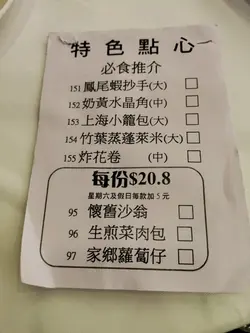 特色點心
必食推介
151 鳳尾蝦抄手(大) □
152 奶黃水晶角(中) □
153 上海小籠包(大) □
154 竹葉蒸蓬萊米(大) □
155 炸花卷 (中) □
每份$20.8
星期六及假日每款加5元
95 懷舊沙翁 □
96 生煎菜肉包 □
97 家鄉蘿蔔仔 □